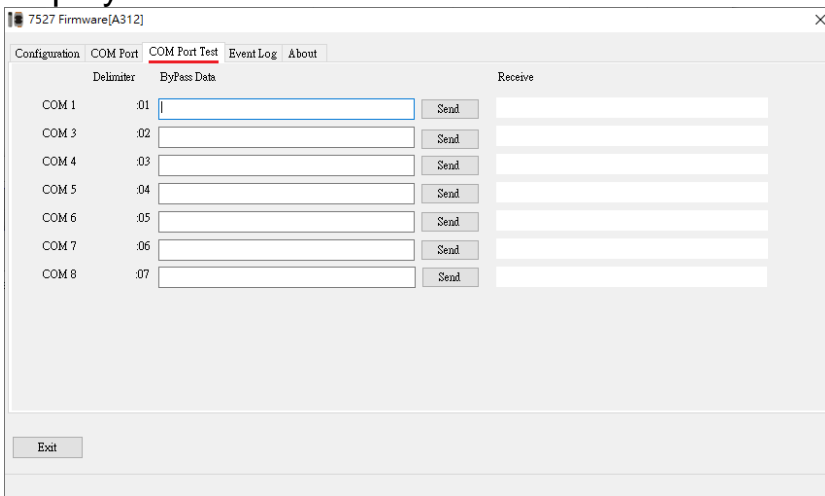 7527 Firmware[A312]
Configuration COM Port COM Port Test Event Log About
Delimiter ByPass Data Receive
COM 1 :01 Send
COM 3 :02 Send
COM 4 :03 Send
COM 5 :04 Send
COM 6 :05 Send
COM 7 :06 Send
COM 8 :07 Send
Exit